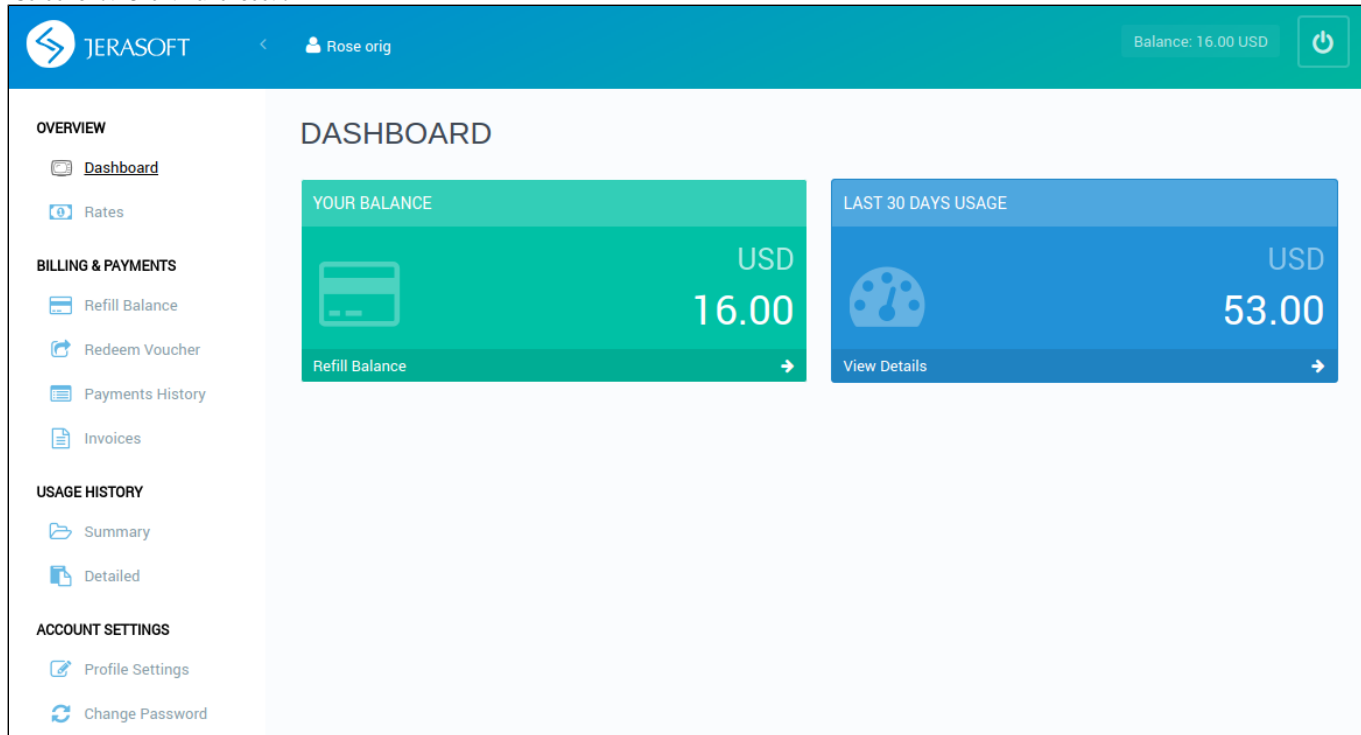 JERASOFT
Rose orig
Balance: 16.00 USD
OVERVIEW
Dashboard
Rates
BILLING & PAYMENTS
Refill Balance
Redeem Voucher
Payments History
Invoices
USAGE HISTORY
Summary
Detailed
ACCOUNT SETTINGS
Profile Settings
Change Password
DASHBOARD
YOUR BALANCE
USD
16.00
Refill Balance
LAST 30 DAYS USAGE
USD
53.00
View Details